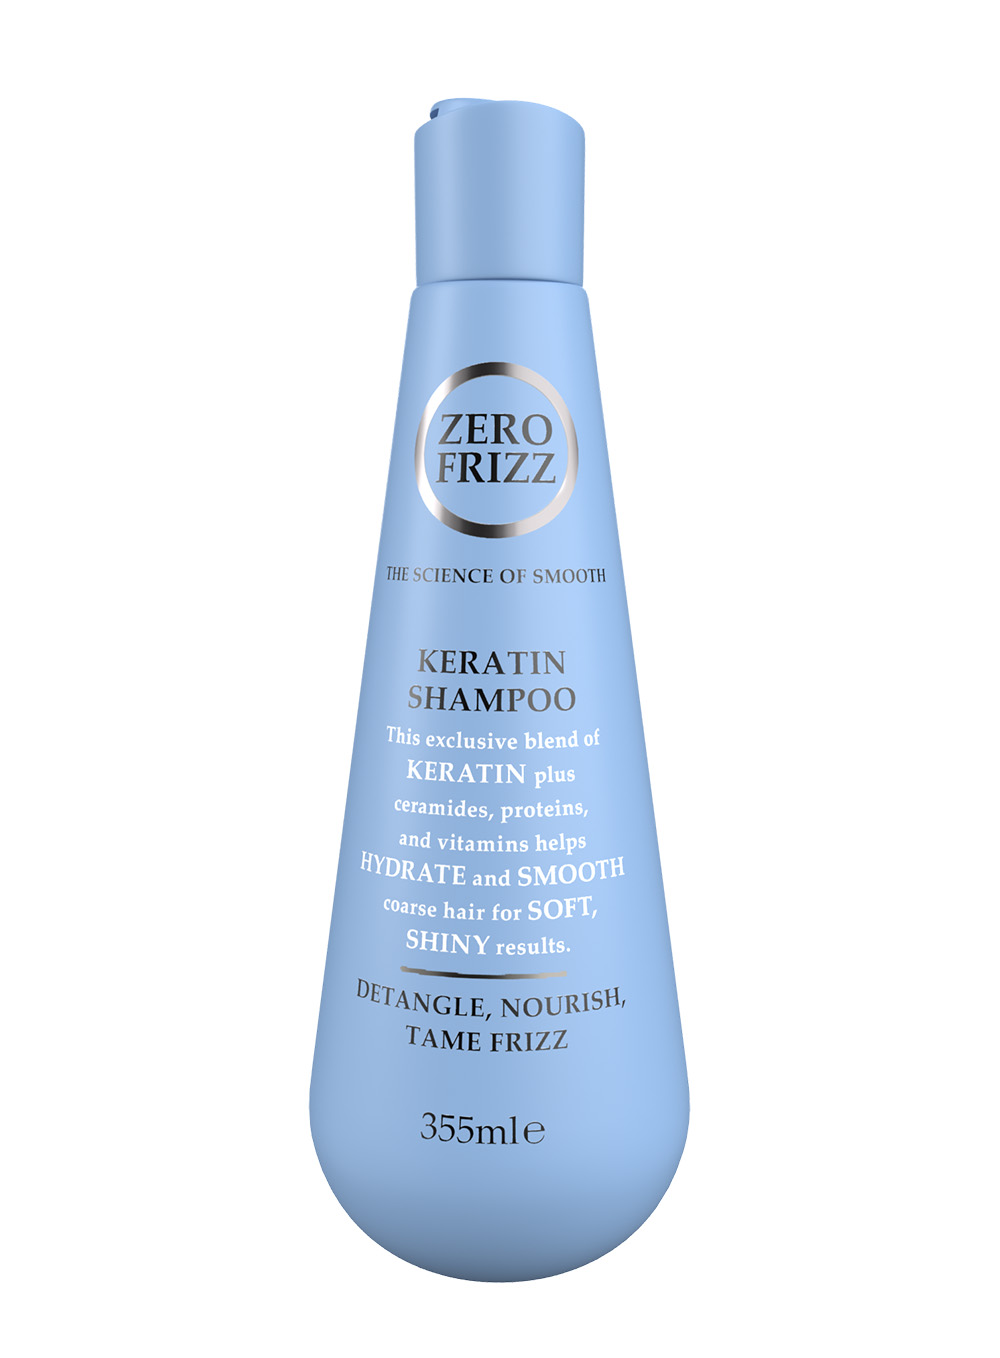 ZERO
FRIZZ
THE SCIENCE OF SMOOTH
KERATIN
SHAMPOO
This exclusive blend of
KERATIN plus
ceramides, proteins,
and vitamins helps
HYDRATE and SMOOTH
coarse hair for SOFT,
SHINY results.
DETANGLE, NOURISH,
TAME FRIZZ
355ml℮